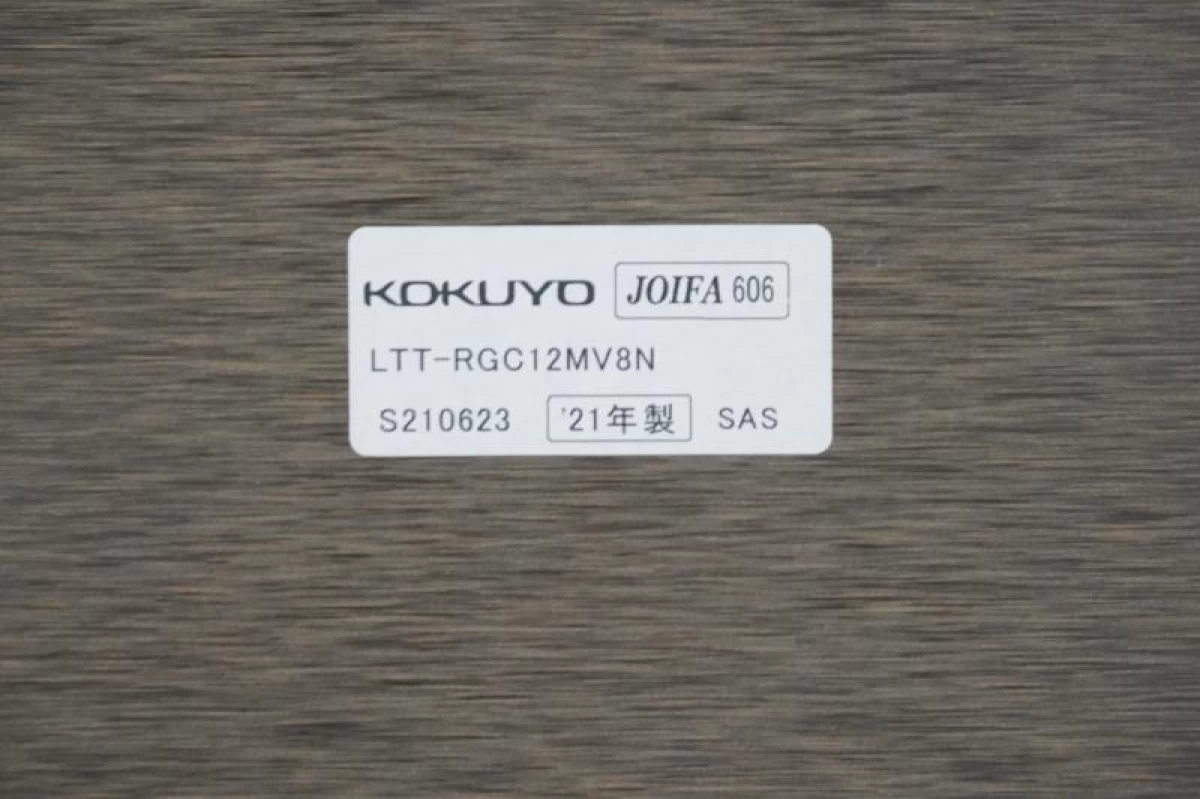 KOKUYO JOIFA 606
LTT-RGC12MV8N
S210623 '21年製 SAS